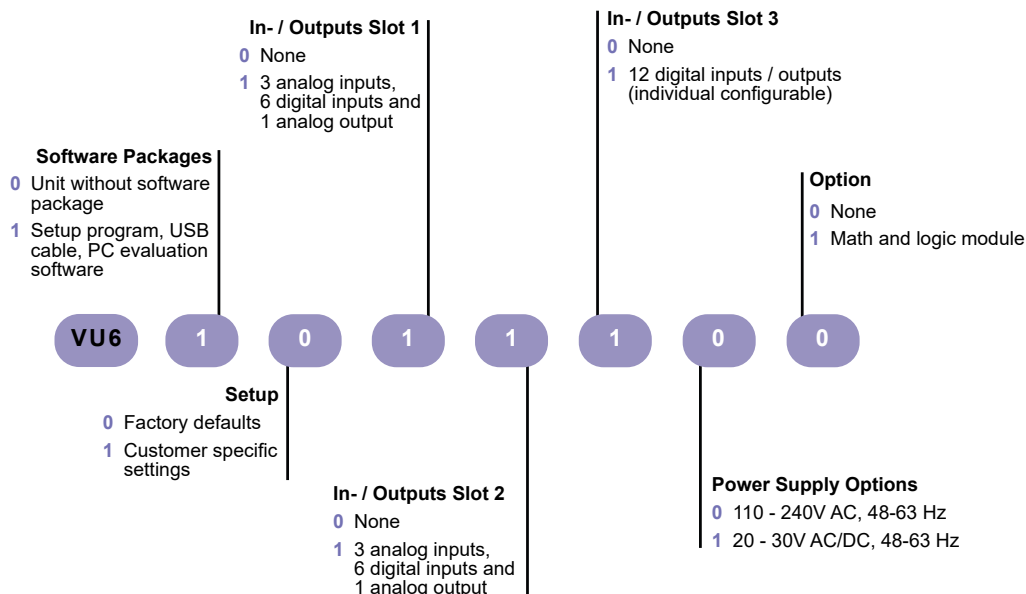 In- / Outputs Slot 1
0 None
1 3 analog inputs,
6 digital inputs and
1 analog output
In- / Outputs Slot 3
0 None
1 12 digital inputs / outputs
(individual configurable)
Software Packages
0 Unit without software
package
1 Setup program, USB
cable, PC evaluation
software
Option
0 None
1 Math and logic module
VU6 1 0 1 1 1 0 0
Setup
0 Factory defaults
1 Customer specific
settings
In- / Outputs Slot 2
0 None
1 3 analog inputs,
6 digital inputs and
1 analog output
Power Supply Options
0 110 - 240V AC, 48-63 Hz
1 20 - 30V AC/DC, 48-63 Hz